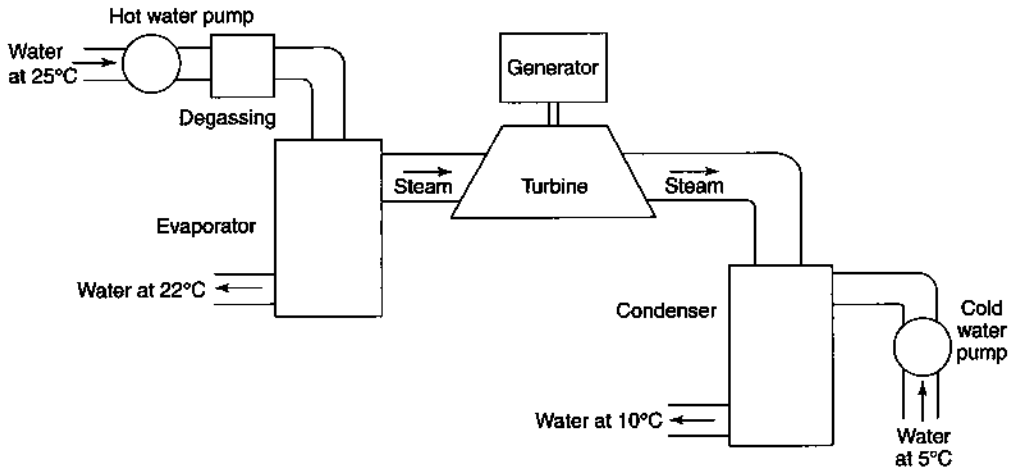 Hot water pump
Water
at 25°C
Degassing
Generator
Steam
Turbine
Steam
Evaporator
Water at 22°C
Condenser
Cold
water
pump
Water at 10°C
Water
at 5°C